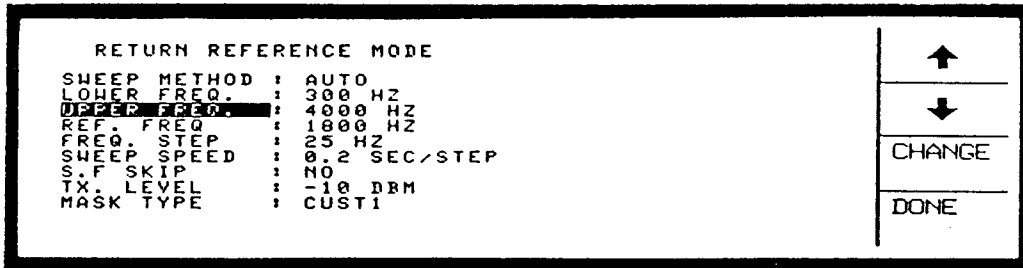 RETURN REFERENCE MODE
SWEEP METHOD : AUTO
LOWER FREQ. : 300 HZ
UPPER FREQ. : 4000 HZ
REF. FREQ : 1800 HZ
FREQ. STEP : 25 HZ
SWEEP SPEED : 0.2 SEC/STEP
S.F SKIP : NO
TX. LEVEL : -10 DBM
MASK TYPE : CUST1
CHANGE
DONE